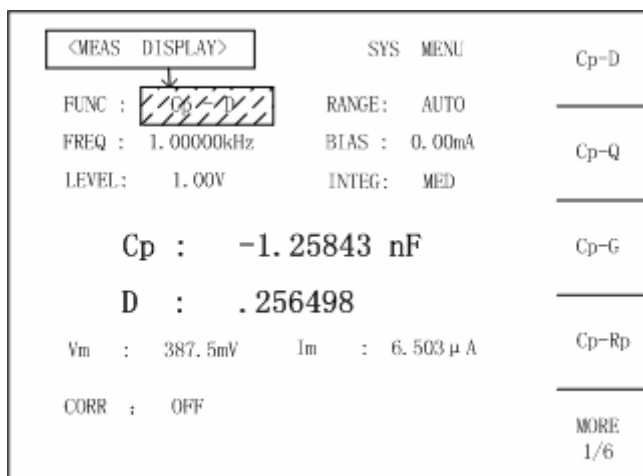 <MEAS DISPLAY> SYS MENU
Cp-D
FUNC : Cp-D RANGE: AUTO
FREQ : 1.00000kHz BIAS : 0.00mA
Cp-Q
LEVEL: 1.00V INTEG: MED
Cp : -1.25843 nF
Cp-G
D : .256498
Vm : 387.5mV Im : 6.503μA
Cp-Rp
CORR : OFF
MORE
1/6